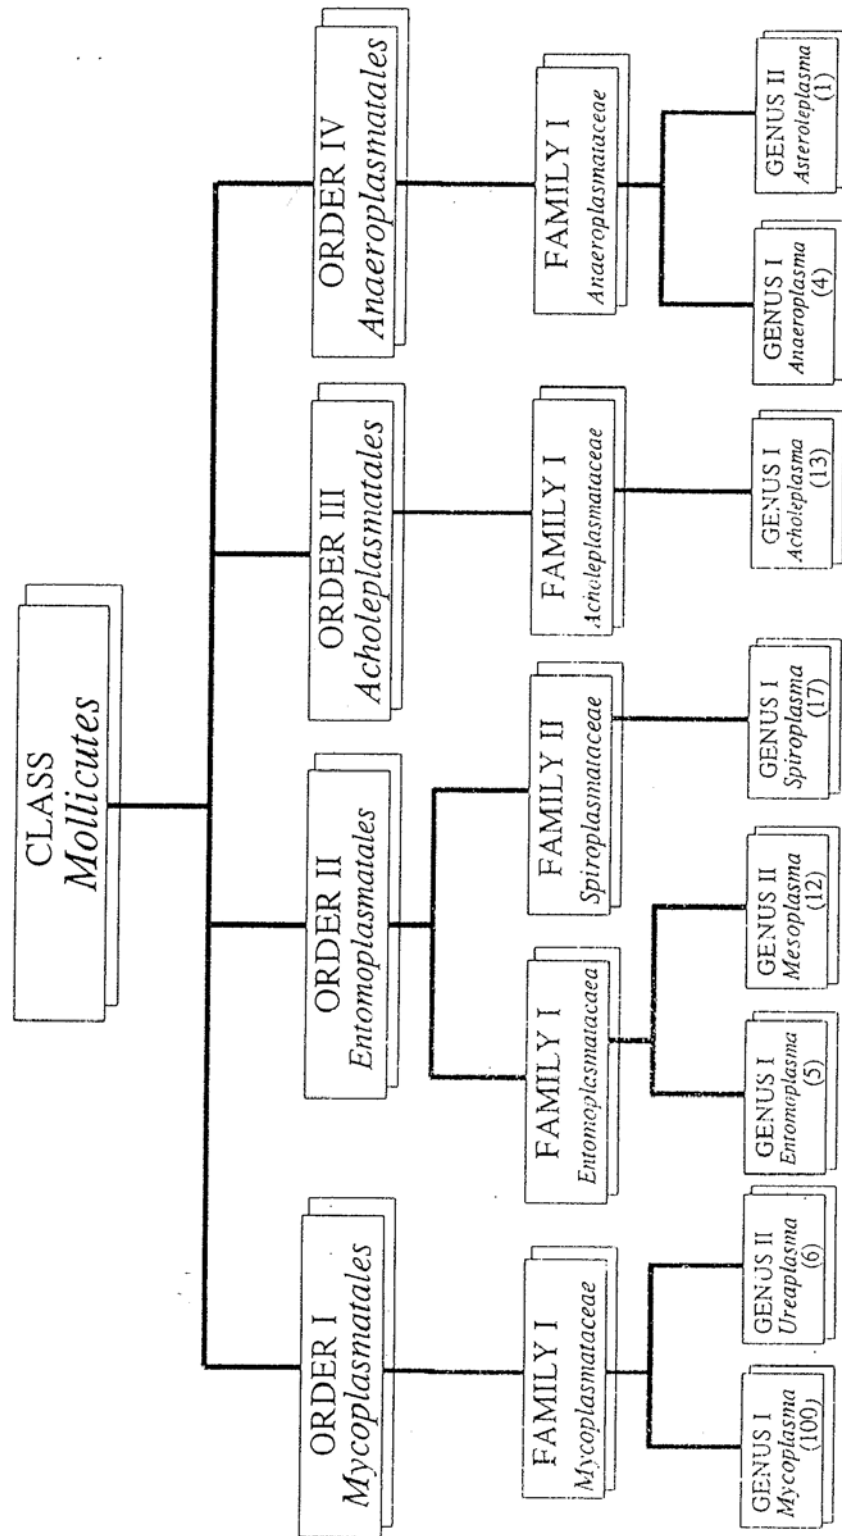 CLASS
Mollicutes
ORDER I
Mycoplasmatales
ORDER II
Entomoplasmatales
ORDER III
Acholeplasmatales
ORDER IV
Anaeroplasmatales
FAMILY I
Mycoplasmataceae
FAMILY I
Entomoplasmatacaea
FAMILY II
Spiroplasmataceae
FAMILY I
Acholeplasmataceae
FAMILY I
Anaeroplasmataceae
GENUS I
Mycoplasma
(100)
GENUS II
Ureaplasma
(6)
GENUS I
Entomoplasma
(5)
GENUS II
Mesoplasma
(12)
GENUS I
Spiroplasma
(17)
GENUS I
Acholeplasma
(13)
GENUS I
Anaeroplasma
(4)
GENUS II
Asteroleplasma
(1)